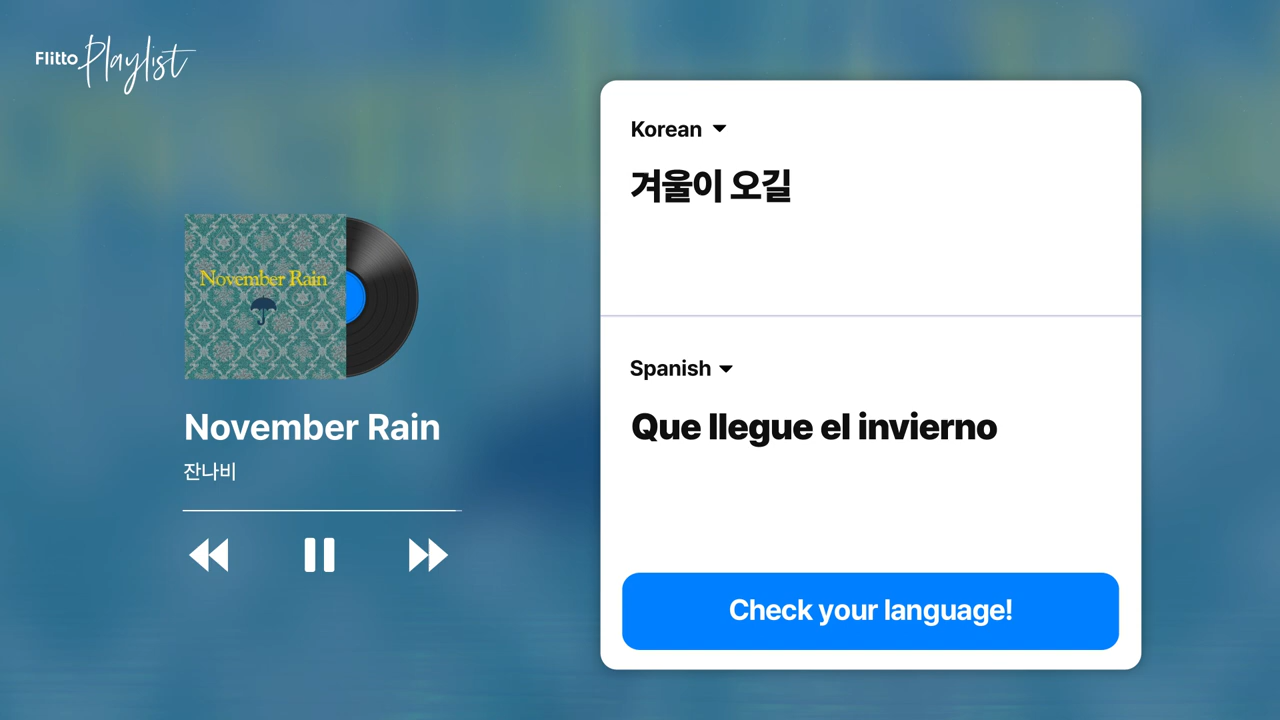 Flitto Playlist
November Rain
November Rain
잔나비
Korean
겨울이 오길
Spanish
Que llegue el invierno
Check your language!